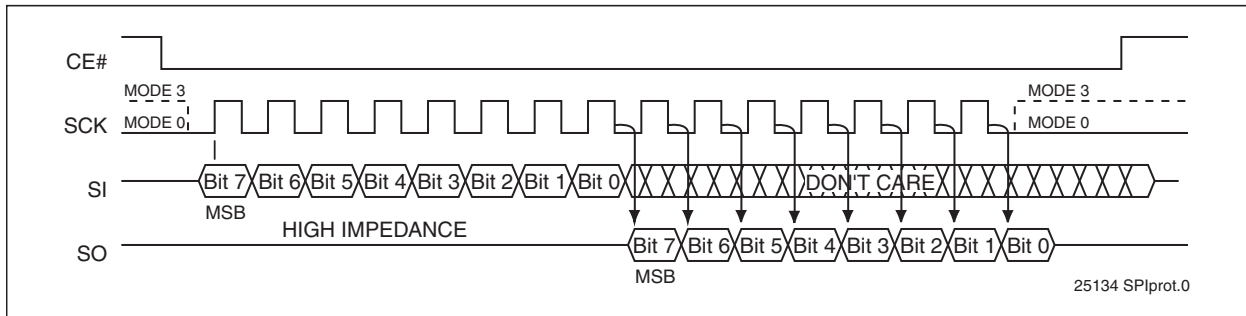 CE#
MODE 3 MODE 3
SCK MODE 0 MODE 0
SI Bit 7 Bit 6 Bit 5 Bit 4 Bit 3 Bit 2 Bit 1 Bit 0 DON'T CARE
MSB
HIGH IMPEDANCE
SO Bit 7 Bit 6 Bit 5 Bit 4 Bit 3 Bit 2 Bit 1 Bit 0
MSB
25134 SPIprot.0